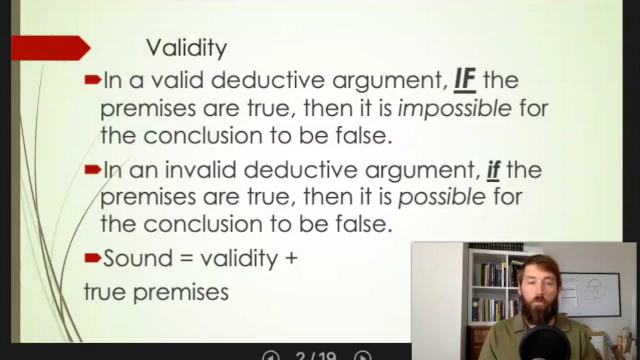 Validity
In a valid deductive argument, IF the
premises are true, then it is impossible for
the conclusion to be false.
In an invalid deductive argument, if the
premises are true, then it is possible for
the conclusion to be false.
Sound = validity +
true premises
2 / 19